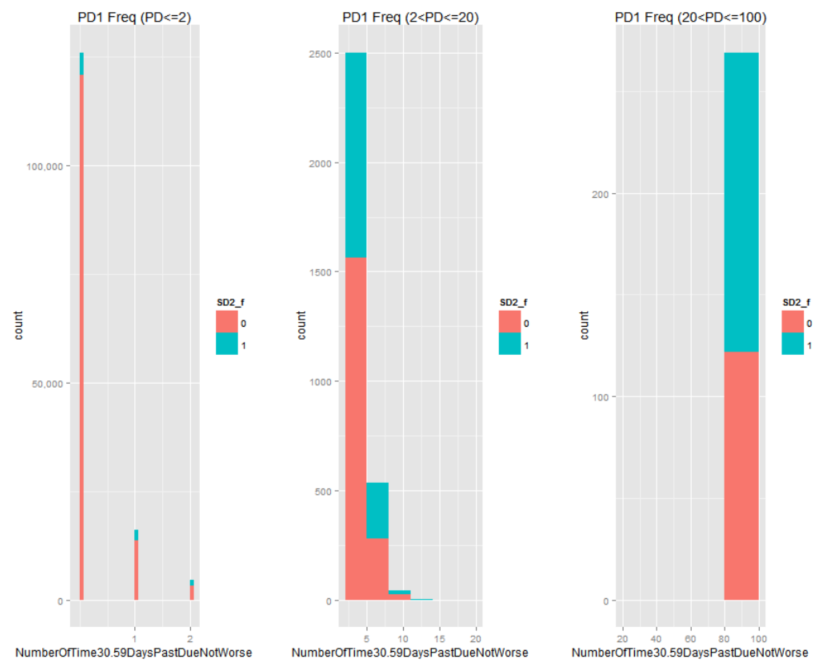 PD1 Freq (PD<=2)
100,000
50,000
0
count
1
2
NumberOfTime30.59DaysPastDueNotWorse
SD2_f
0
1
PD1 Freq (2<PD<=20)
2500
2000
1500
1000
500
0
count
5
10
15
20
NumberOfTime30.59DaysPastDueNotWorse
SD2_f
0
1
PD1 Freq (20<PD<=100)
200
100
0
count
20
40
60
80
100
NumberOfTime30.59DaysPastDueNotWorse
SD2_f
0
1